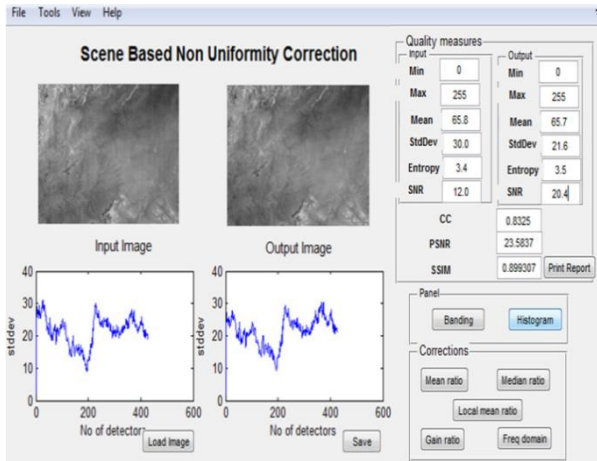 File Tools View Help
Scene Based Non Uniformity Correction
Input Image
Output Image
40
30
20
10
0
stddev
0 200 400 600
No of detectors
Load Image
40
30
20
10
0
stddev
0 200 400 600
No of detectors
Save
Quality measures
Input
Min 0
Max 255
Mean 65.8
StdDev 30.0
Entropy 3.4
SNR 12.0
Output
Min 0
Max 255
Mean 65.7
StdDev 21.6
Entropy 3.5
SNR 20.4
CC 0.8325
PSNR 23.5837
SSIM 0.899307 Print Report
Panel
Banding Histogram
Corrections
Mean ratio Median ratio
Local mean ratio
Gain ratio Freq domain